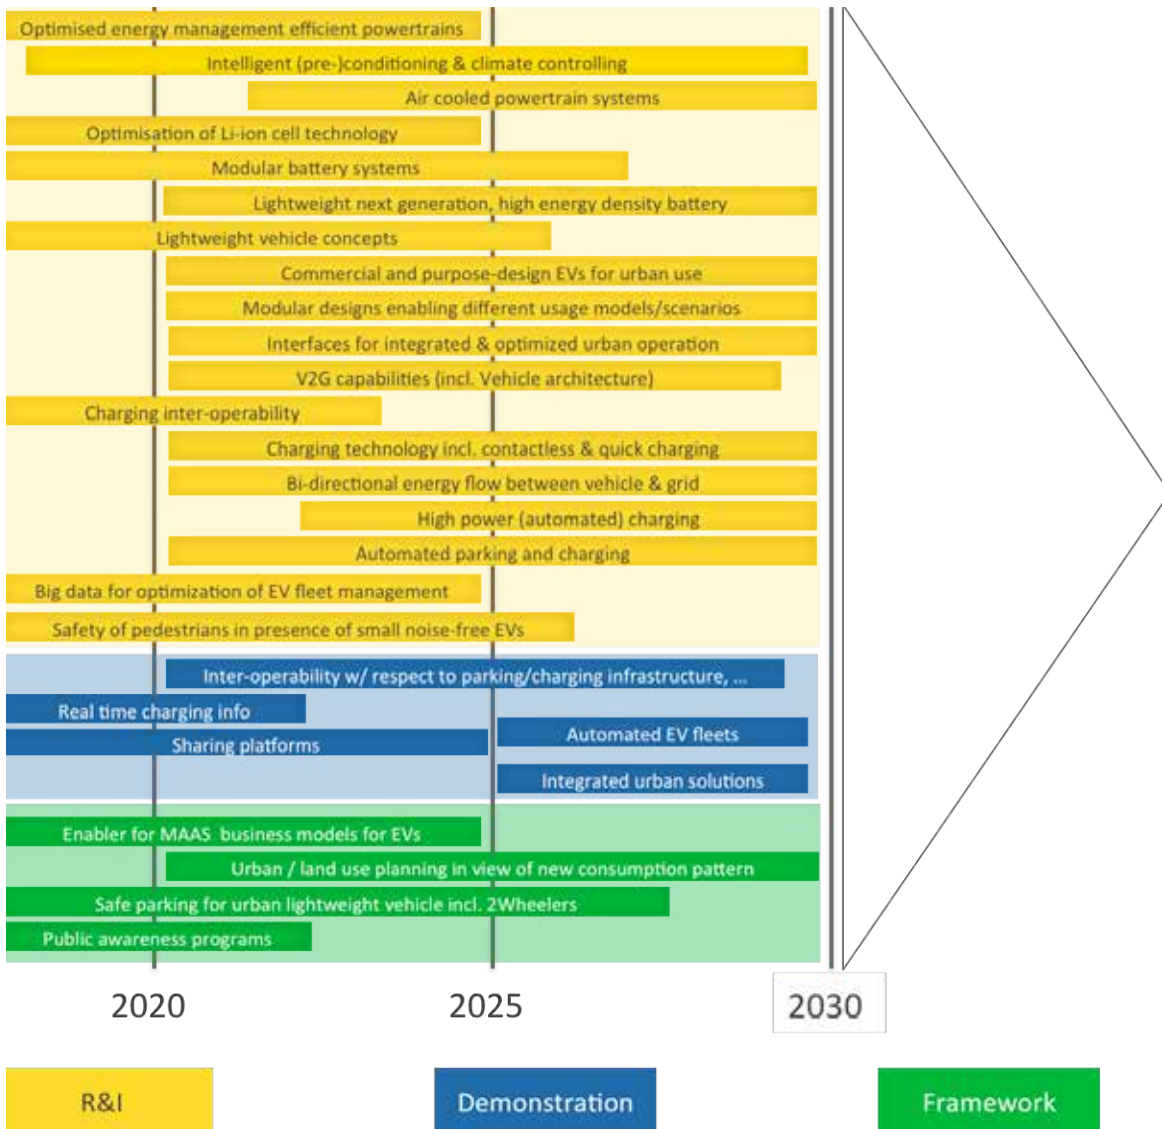 Optimised energy management efficient powertrains
Intelligent (pre-)conditioning & climate controlling
Air cooled powertrain systems
Optimisation of Li-ion cell technology
Modular battery systems
Lightweight next generation, high energy density battery
Lightweight vehicle concepts
Commercial and purpose-design EVs for urban use
Modular designs enabling different usage models/scenarios
Interfaces for integrated & optimized urban operation
V2G capabilities (incl. Vehicle architecture)
Charging inter-operability
Charging technology incl. contactless & quick charging
Bi-directional energy flow between vehicle & grid
High power (automated) charging
Automated parking and charging
Big data for optimization of EV fleet management
Safety of pedestrians in presence of small noise-free EVs
Inter-operability w/ respect to parking/charging infrastructure, ...
Real time charging info
Automated EV fleets
Sharing platforms
Integrated urban solutions
Enabler for MAAS business models for EVs
Urban / land use planning in view of new consumption pattern
Safe parking for urban lightweight vehicle incl. 2Wheelers
Public awareness programs
2020 2025 2030
R&I Demonstration Framework